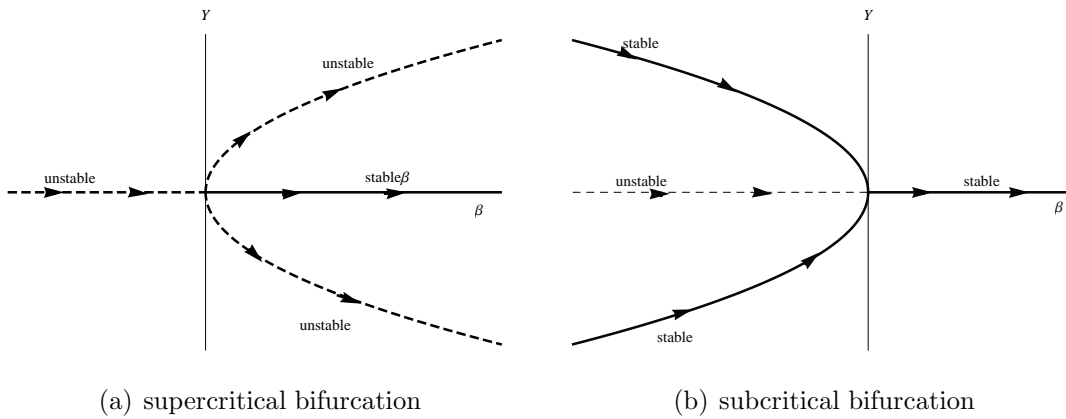 Y
unstable
unstable
stableβ
β
unstable
(a) supercritical bifurcation
Y
stable
unstable
stable
β
stable
(b) subcritical bifurcation